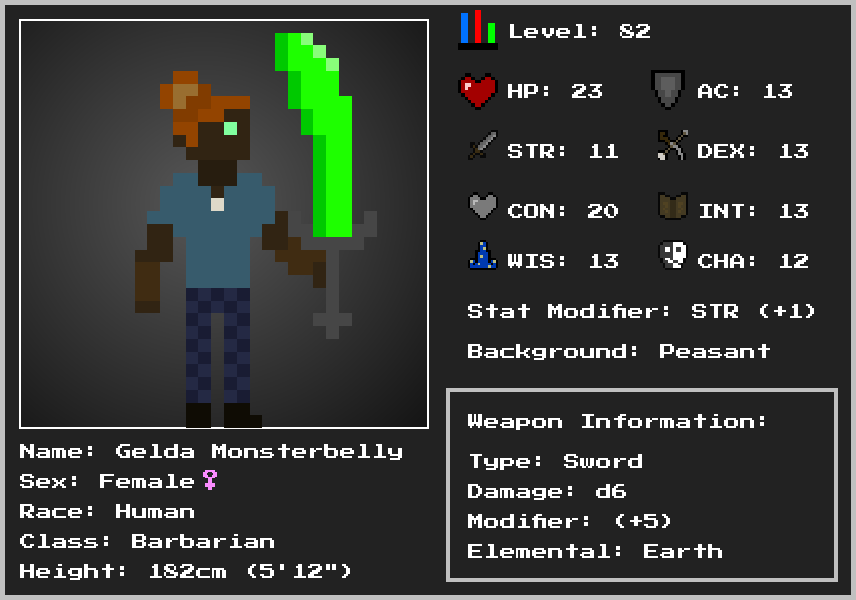 Level: 82
HP: 23
AC: 13
STR: 11
DEX: 13
CON: 20
INT: 13
WIS: 13
CHA: 12
Stat Modifier: STR (+1)
Background: Peasant
Weapon Information:
Type: Sword
Damage: d6
Modifier: (+5)
Elemental: Earth
Name: Gelda Monsterbelly
Sex: Female♀
Race: Human
Class: Barbarian
Height: 182cm (5'12")